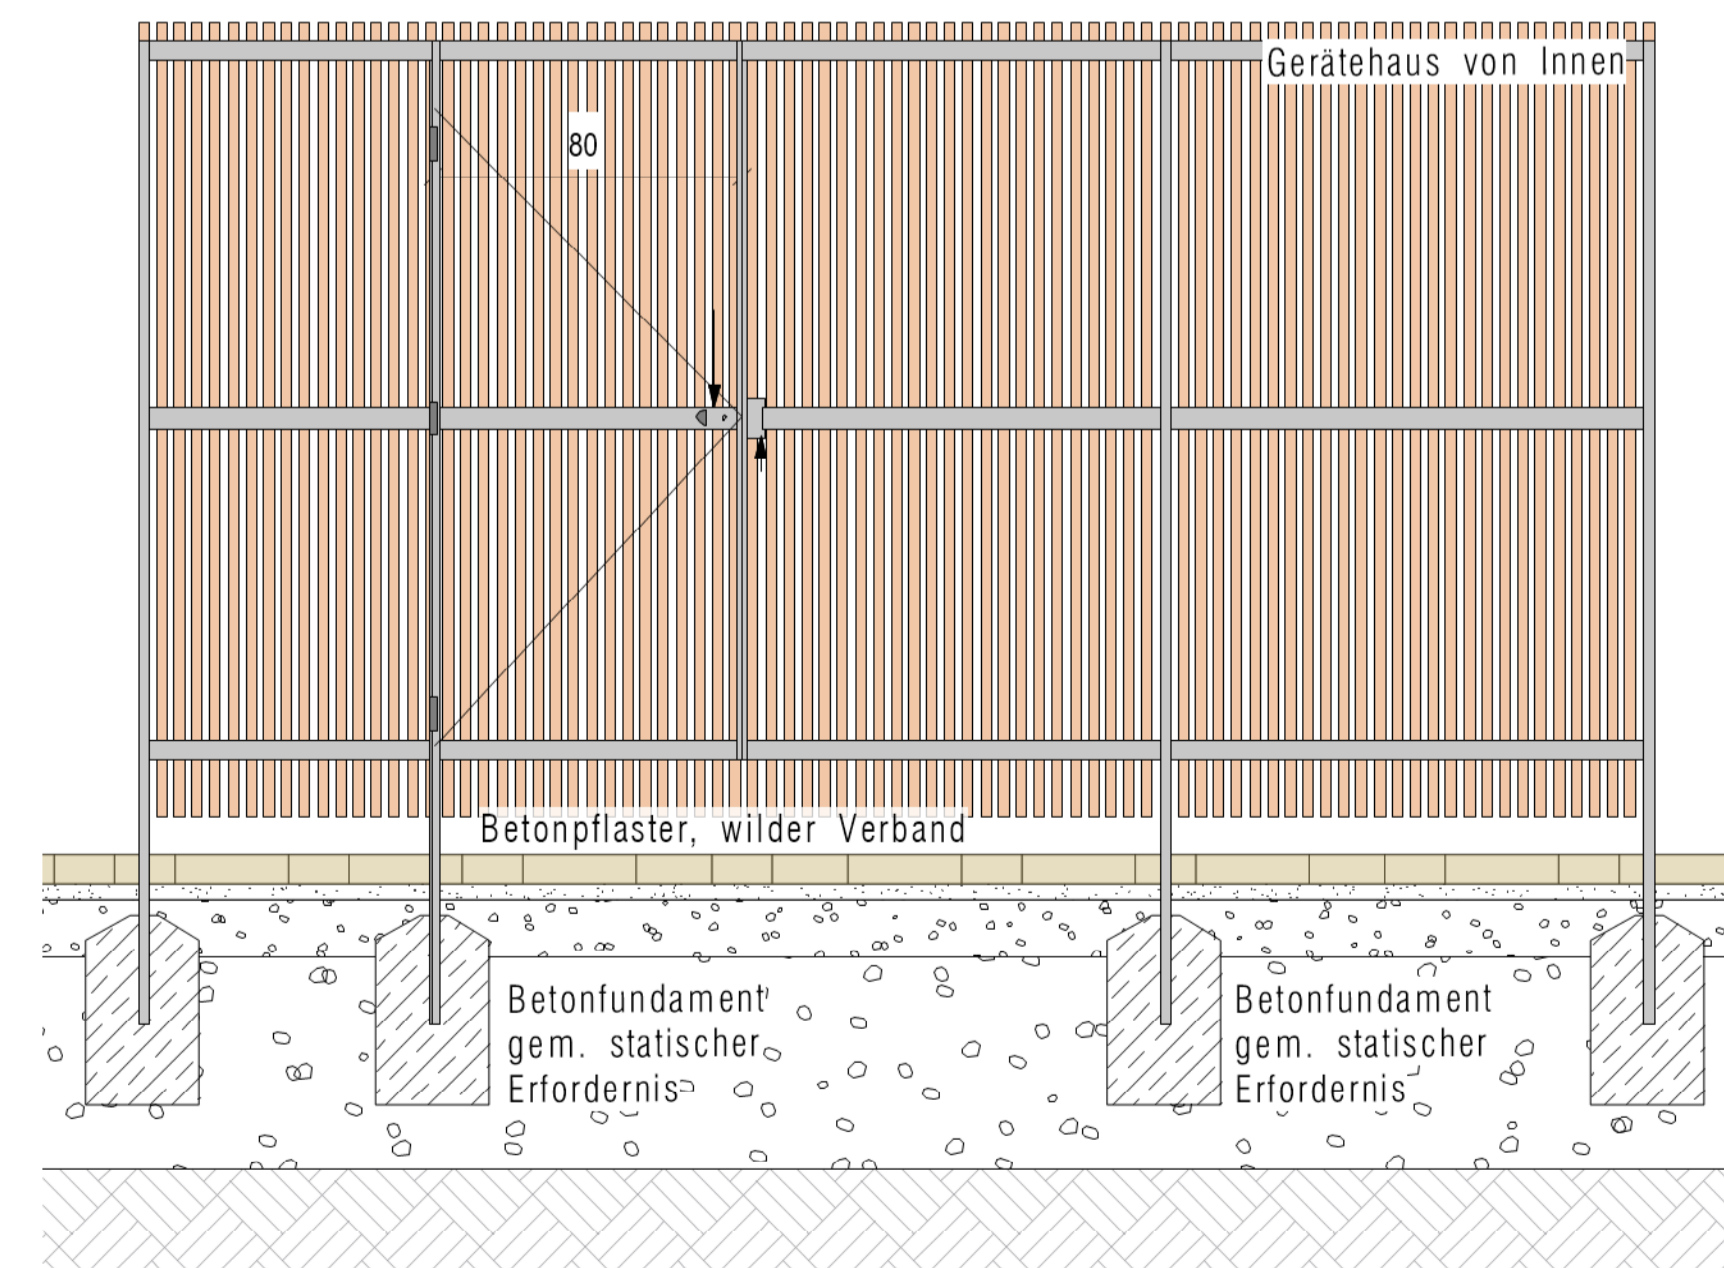 Gerätehaus von Innen
80
Betonpflaster, wilder Verband
Betonfundament
gem. statischer
Erfordernis
Betonfundament
gem. statischer
Erfordernis